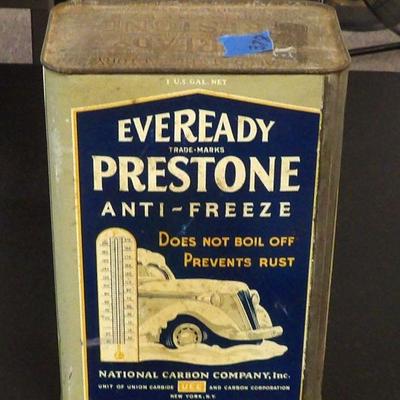 1 U.S. GAL. NET
EVEREADY
TRADE-MARKS
PRESTONE
ANTI-FREEZE
DOES NOT BOIL OFF
PREVENTS RUST
NATIONAL CARBON COMPANY, Inc.
UNIT OF UNION CARBIDE UCC AND CARBON CORPORATION
NEW YORK, N.Y.